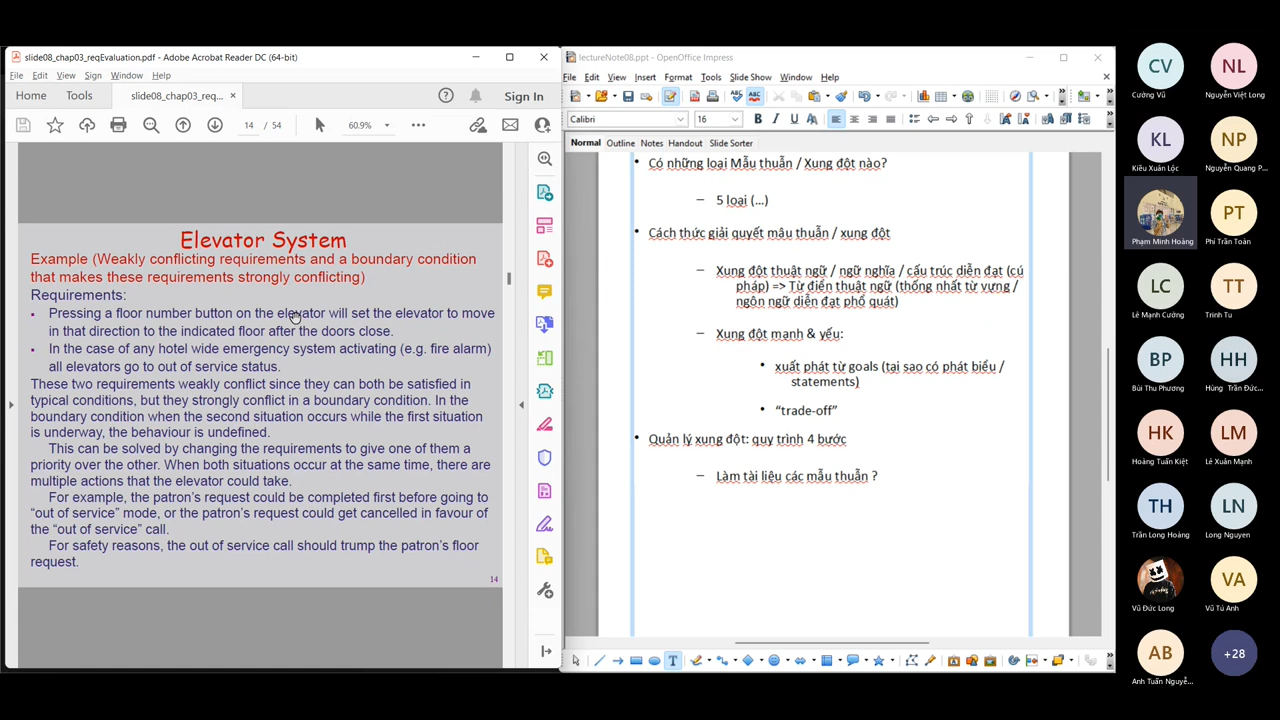 slide08_chap03_reqEvaluation.pdf - Adobe Acrobat Reader DC (64-bit)
File Edit View Sign Window Help
Home Tools slide08_chap03_req... × Sign In
14 / 54 60.9%
Elevator System
Example (Weakly conflicting requirements and a boundary condition
that makes these requirements strongly conflicting)
Requirements:
▪ Pressing a floor number button on the elevator will set the elevator to move
in that direction to the indicated floor after the doors close.
▪ In the case of any hotel wide emergency system activating (e.g. fire alarm)
all elevators go to out of service status.
These two requirements weakly conflict since they can both be satisfied in
typical conditions, but they strongly conflict in a boundary condition. In the
boundary condition when the second situation occurs while the first situation
is underway, the behaviour is undefined.
This can be solved by changing the requirements to give one of them a
priority over the other. When both situations occur at the same time, there are
multiple actions that the elevator could take.
For example, the patron's request could be completed first before going to
“out of service” mode, or the patron's request could get cancelled in favour of
the “out of service” call.
For safety reasons, the out of service call should trump the patron's floor
request.
14
lectureNote08.ppt - OpenOffice Impress
File Edit View Insert Format Tools Slide Show Window Help
Calibri 16 B I U S
Normal Outline Notes Handout Slide Sorter
• Có những loại Mẫu thuẫn / Xung đột nào?
– 5 loại (...)
• Cách thức giải quyết mâu thuẫn / xung đột
– Xung đột thuật ngữ / ngữ nghĩa / cấu trúc diễn đạt (cú
pháp) => Từ điển thuật ngữ (thống nhất từ vựng /
ngôn ngữ diễn đạt phổ quát)
– Xung đột mạnh & yếu:
• xuất phát từ goals (tại sao có phát biểu /
statements)
• “trade-off”
• Quản lý xung đột: quy trình 4 bước
– Làm tài liệu các mẫu thuẫn ?
CV NL
Cường Vũ Nguyễn Việt Long
KL NP
Kiều Xuân Lộc Nguyễn Quang P...
PT
Phạm Minh Hoàng Phí Trần Toàn
LC TT
Lê Mạnh Cường Trinh Tu
BP HH
Bùi Thu Phương Hùng Trần Đức...
HK LM
Hoàng Tuấn Kiệt Lê Xuân Mạnh
TH LN
Trần Long Hoàng Long Nguyen
VA
Vũ Đức Long Vũ Tú Anh
AB +28
Anh Tuấn Nguyễ...